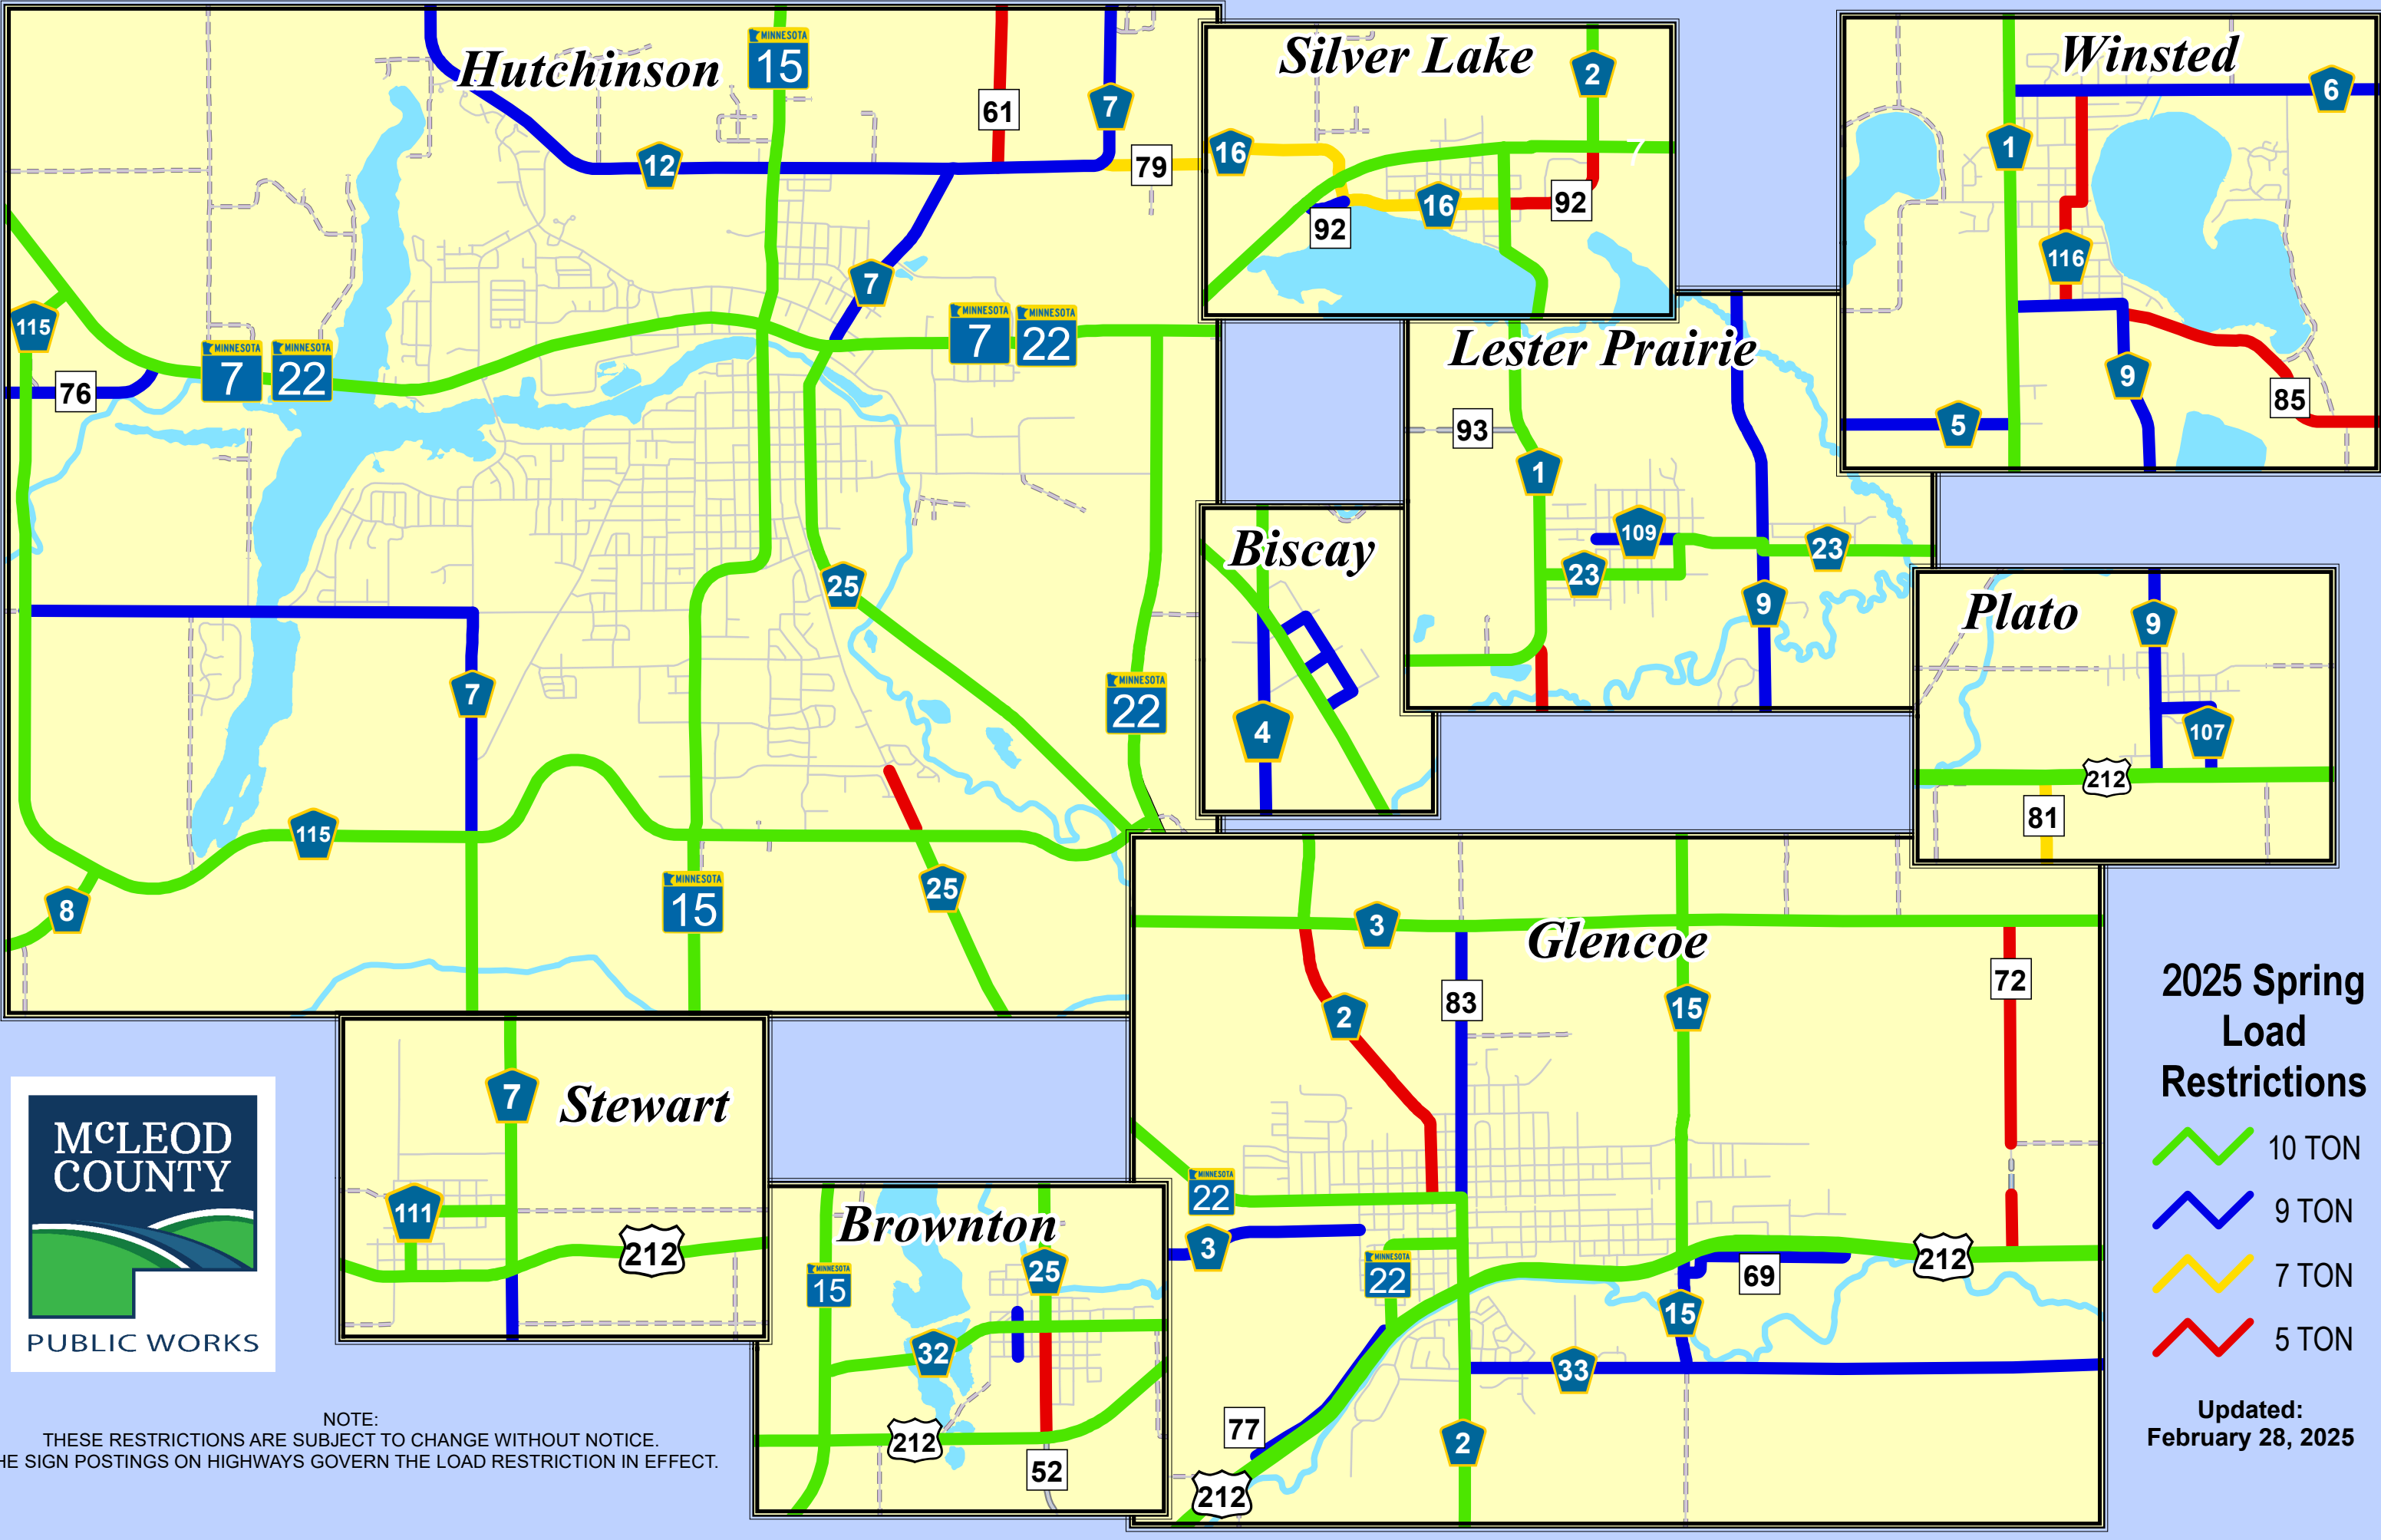 Hutchinson
MINNESOTA
15
61
7
12
79
7
115
MINNESOTA
7
MINNESOTA
22
MINNESOTA
7
MINNESOTA
22
76
25
7
MINNESOTA
22
115
8
MINNESOTA
15
25
Silver Lake
2
16
7
16
92
92
Winsted
6
1
116
9
5
85
Lester Prairie
93
1
109
23
23
9
Biscay
4
Plato
9
107
212
81
Glencoe
3
2
83
15
72
MINNESOTA
22
3
MINNESOTA
22
212
69
15
33
77
2
212
Stewart
7
111
212
Brownton
MINNESOTA
15
25
32
212
52
2025 Spring
Load
Restrictions
10 TON
9 TON
7 TON
5 TON
Updated:
February 28, 2025
McLEOD
COUNTY
PUBLIC WORKS
NOTE:
THESE RESTRICTIONS ARE SUBJECT TO CHANGE WITHOUT NOTICE.
HE SIGN POSTINGS ON HIGHWAYS GOVERN THE LOAD RESTRICTION IN EFFECT.